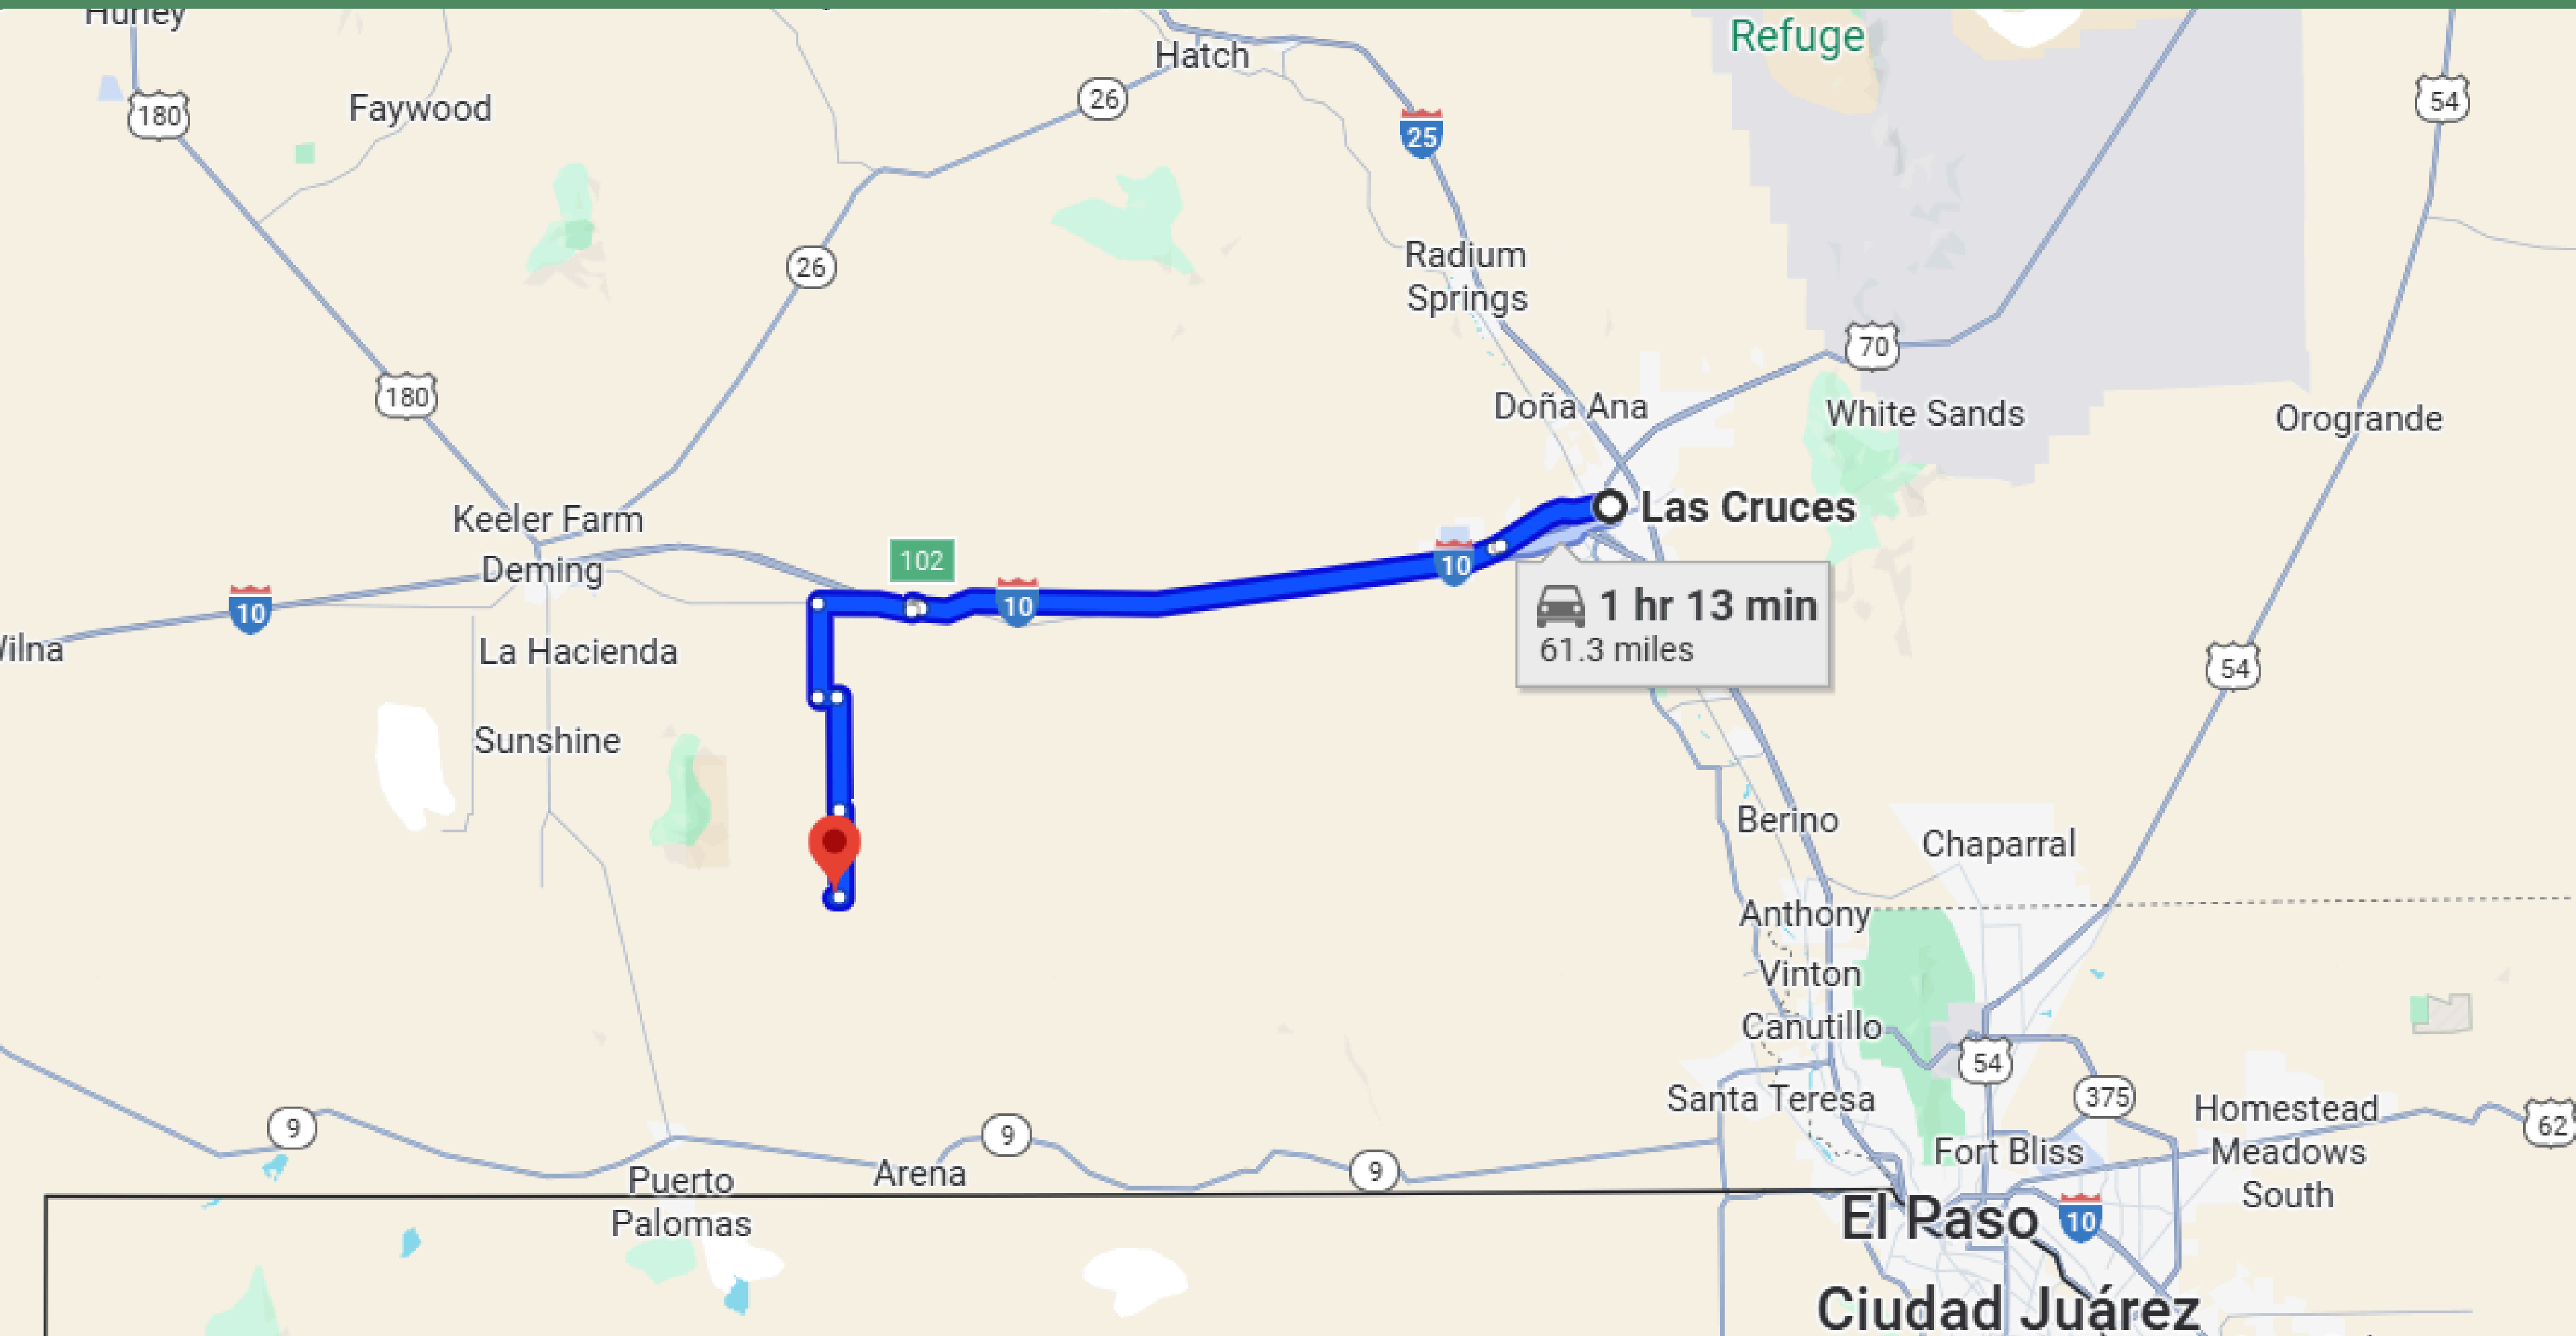 Hurley
Hatch
Refuge
180
Faywood
26
25
54
26
Radium
Springs
70
180
Doña Ana
White Sands
Orogrande
Keeler Farm
Las Cruces
102
Deming
10
10
10
1 hr 13 min
61.3 miles
La Hacienda
54
Sunshine
Berino
Chaparral
Anthony
Vinton
Canutillo
54
375
Santa Teresa
Homestead
Meadows
South
62
9
9
9
Fort Bliss
Arena
Puerto
Palomas
El Paso
10
Ciudad Juárez